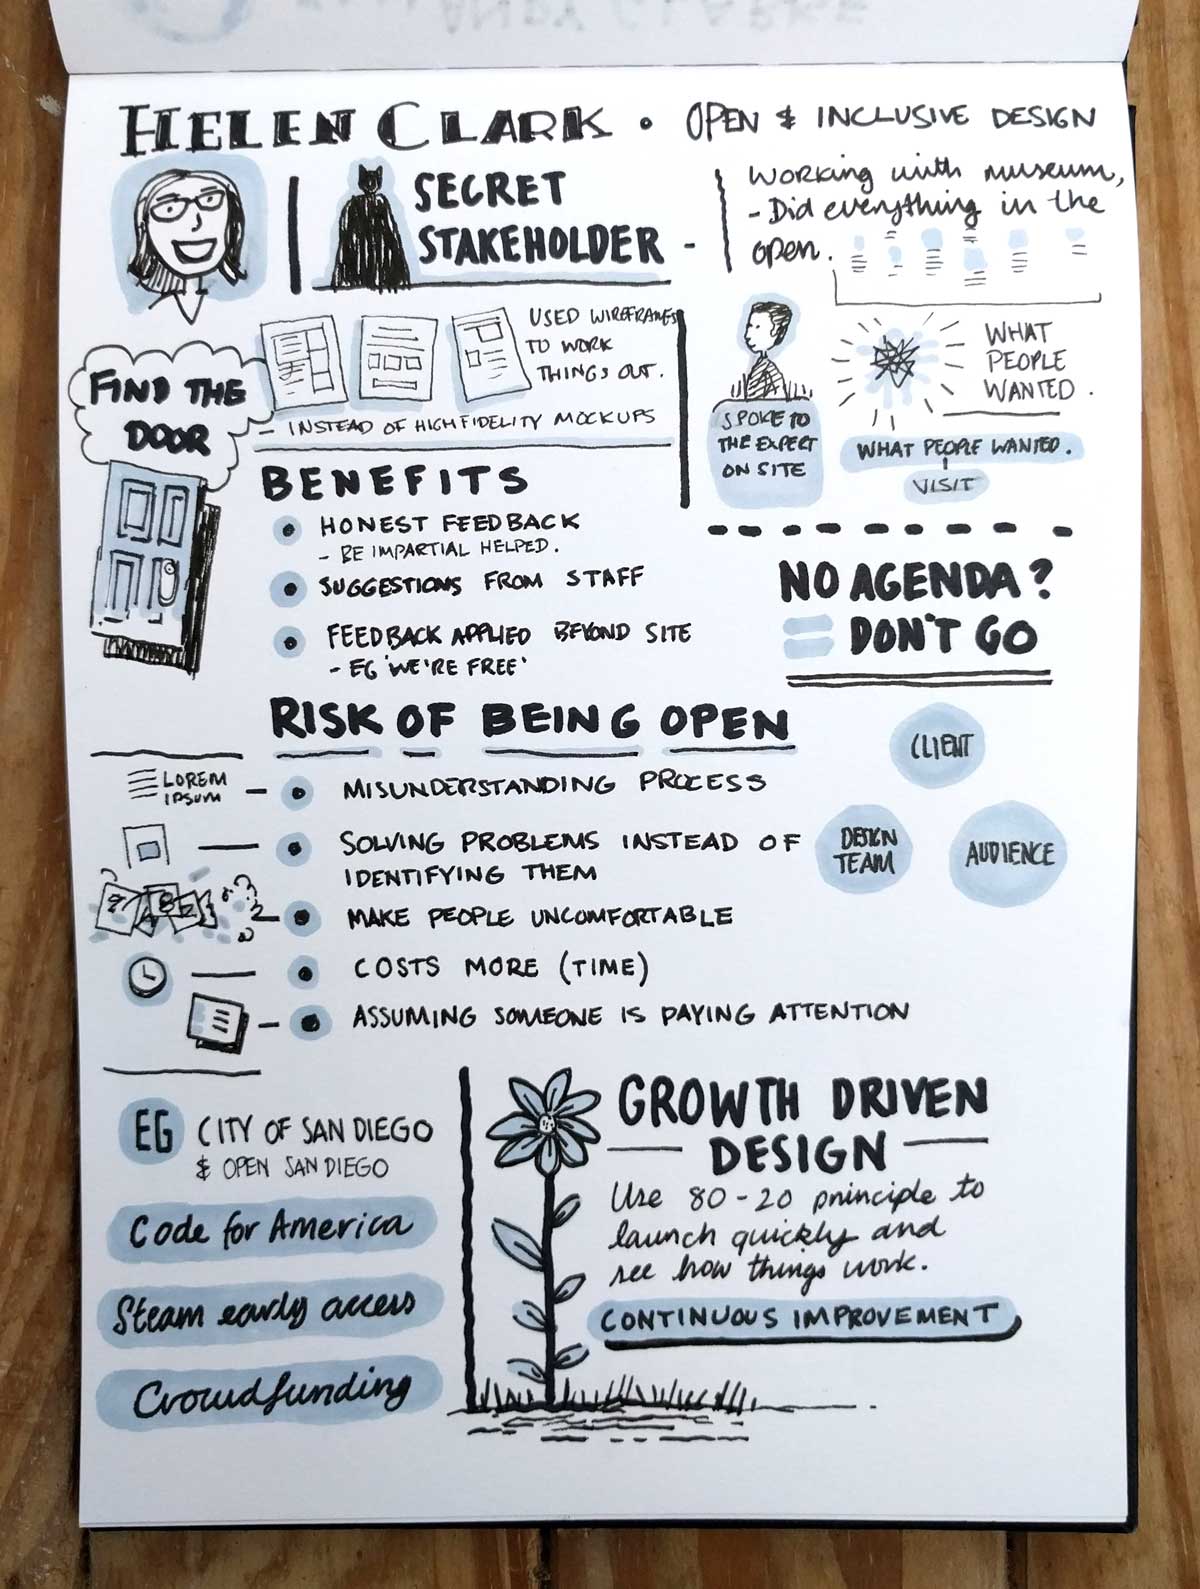 HELEN CLARK • OPEN & INCLUSIVE DESIGN
SECRET
STAKEHOLDER -
Working with museum,
- Did everything in the
open.
USED WIREFRAMES
TO WORK
THINGS OUT.
- INSTEAD OF HIGH FIDELITY MOCKUPS
FIND THE
DOOR
SPOKE TO
THE EXPERT
ON SITE
WHAT
PEOPLE
WANTED.
WHAT PEOPLE WANTED.
VISIT
BENEFITS
• HONEST FEEDBACK
- BE IMPARTIAL HELPED.
• SUGGESTIONS FROM STAFF
• FEEDBACK APPLIED BEYOND SITE
- EG 'WE'RE FREE'
NO AGENDA?
= DON'T GO
RISK OF BEING OPEN
LOREM
IPSUM
• MISUNDERSTANDING PROCESS
• SOLVING PROBLEMS INSTEAD OF
IDENTIFYING THEM
• MAKE PEOPLE UNCOMFORTABLE
• COSTS MORE (TIME)
• ASSUMING SOMEONE IS PAYING ATTENTION
CLIENT
DESIGN
TEAM
AUDIENCE
EG CITY OF SAN DIEGO
& OPEN SAN DIEGO
Code for America
Steam early access
Crowdfunding
GROWTH DRIVEN
DESIGN
Use 80-20 principle to
launch quickly and
see how things work.
CONTINUOUS IMPROVEMENT